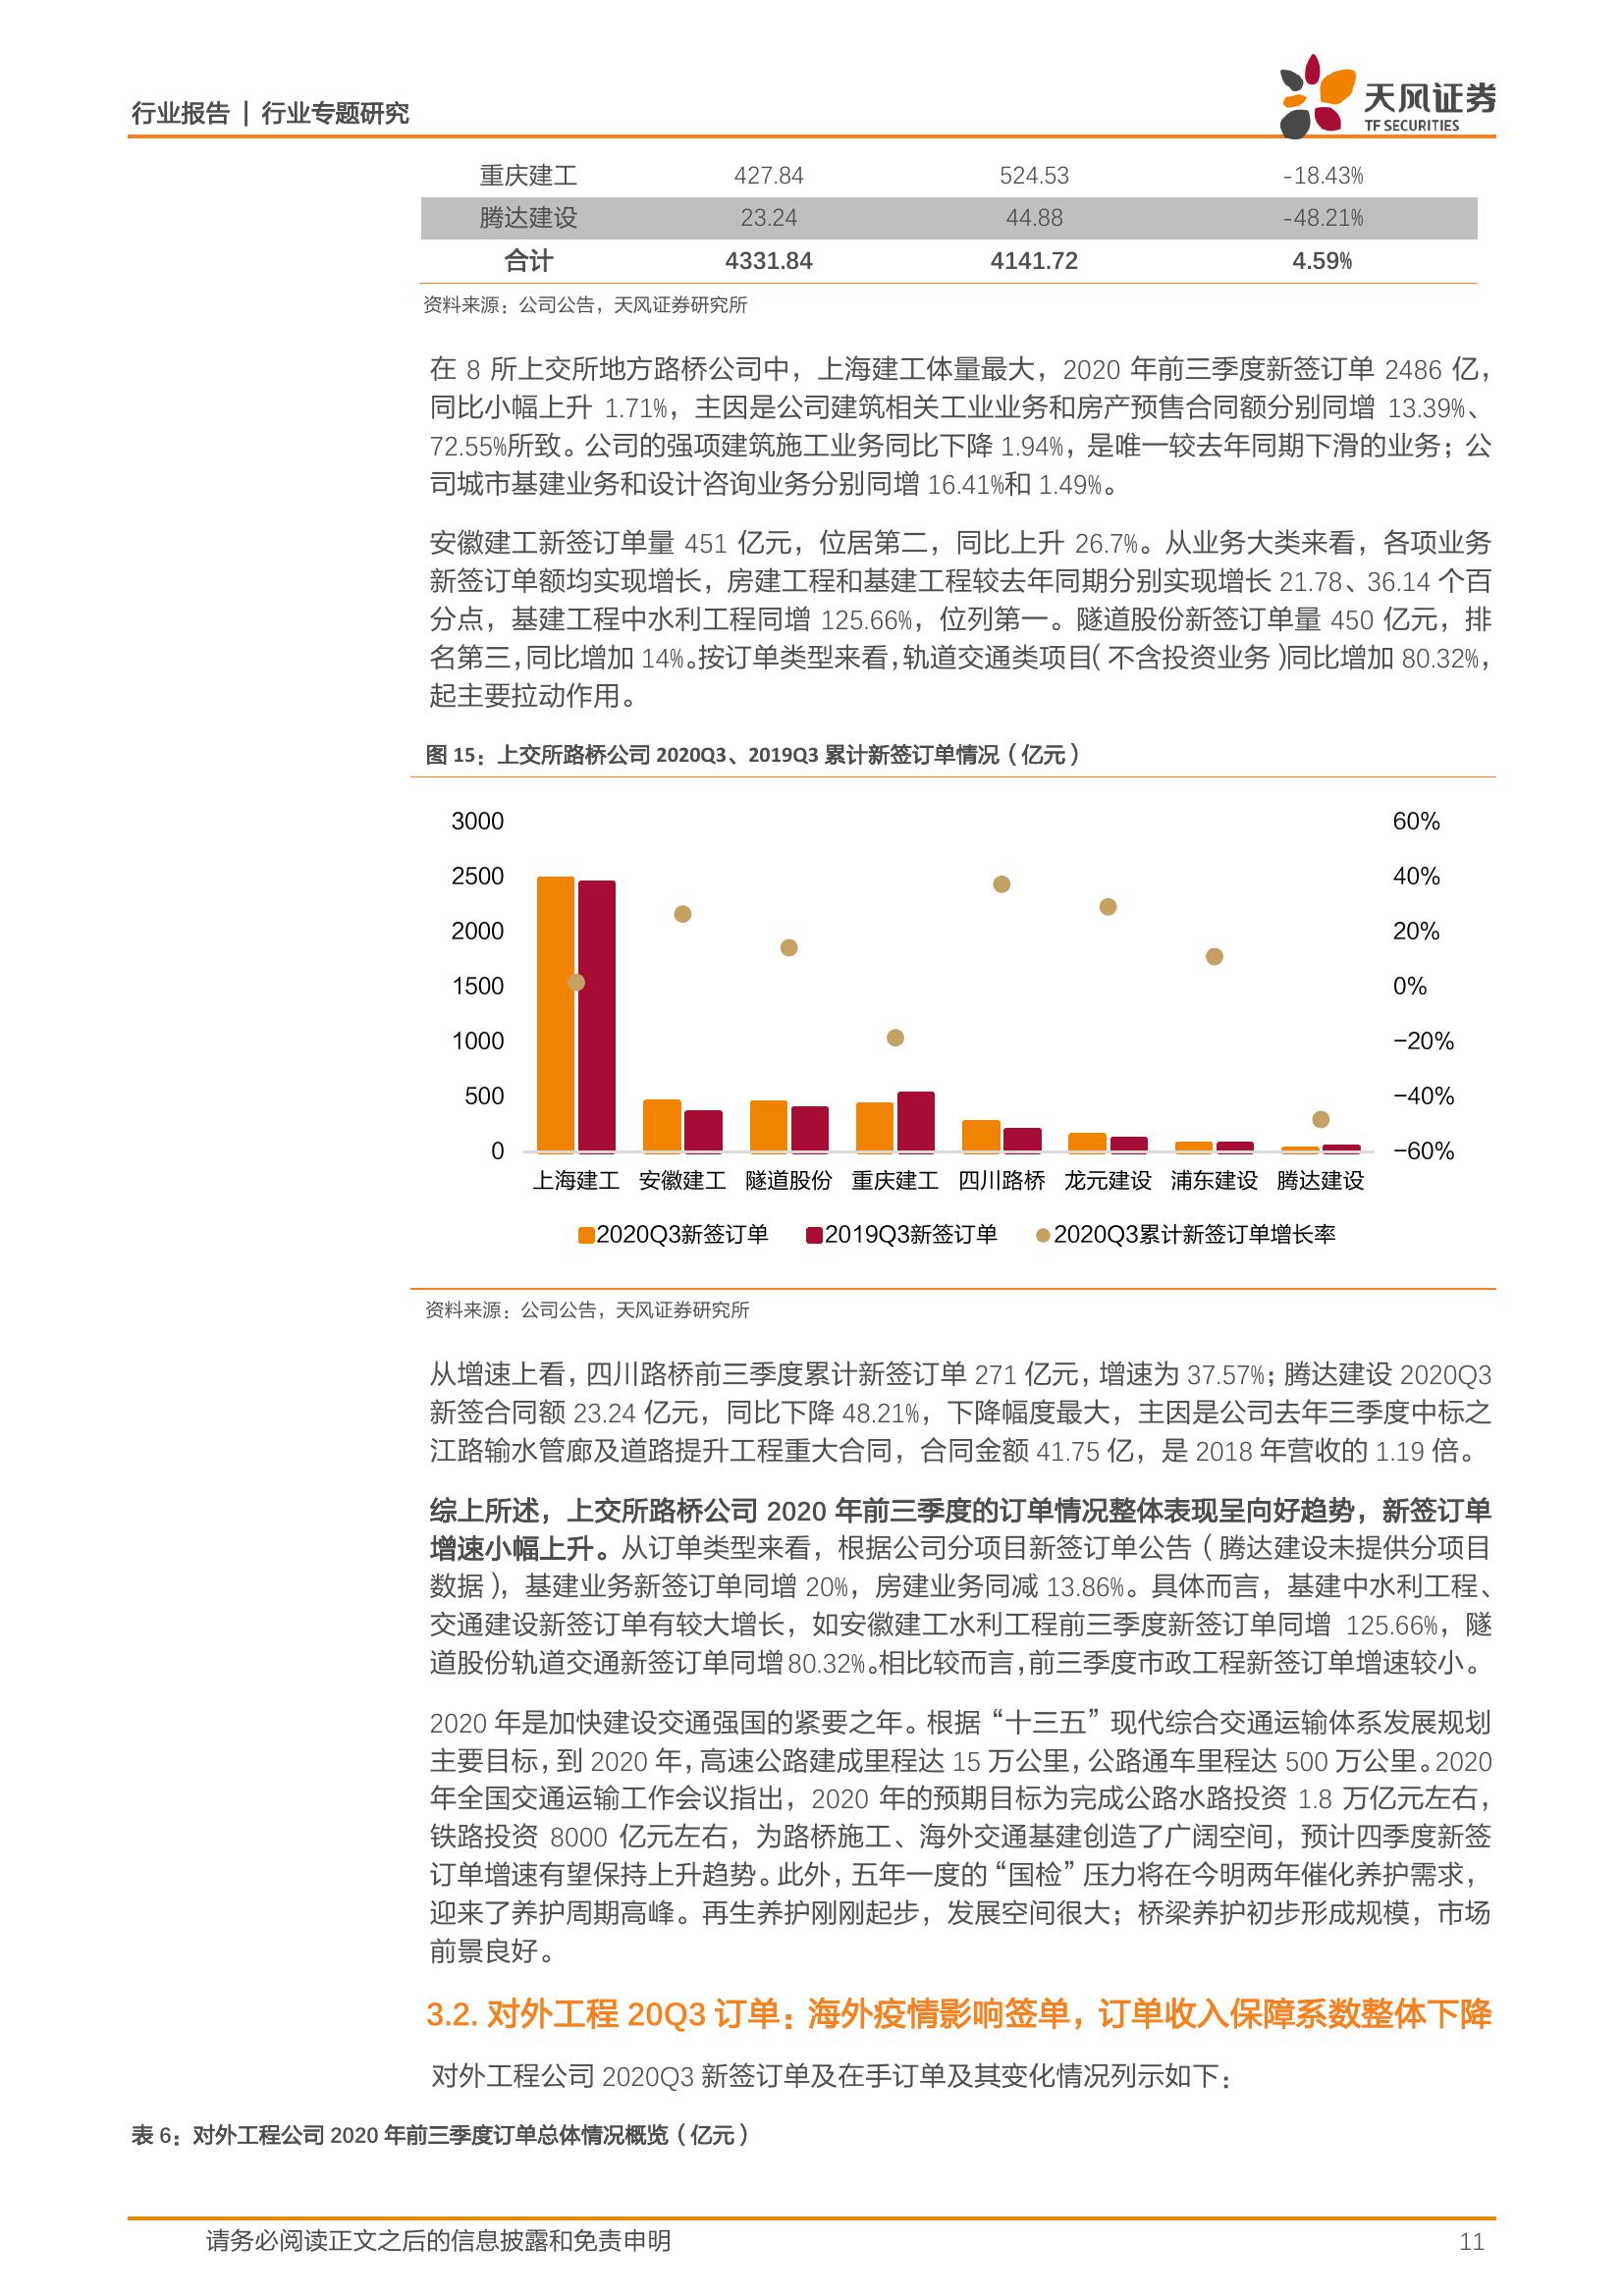 行业报告 | 行业专题研究
天风证券
TF SECURITIES
重庆建工 427.84 524.53 -18.43%
腾达建设 23.24 44.88 -48.21%
合计 4331.84 4141.72 4.59%
资料来源：公司公告，天风证券研究所
在 8 所上交所地方路桥公司中，上海建工体量最大，2020 年前三季度新签订单 2486 亿，
同比小幅上升 1.71%，主因是公司建筑相关工业业务和房产预售合同额分别同增 13.39%、
72.55%所致。公司的强项建筑施工业务同比下降 1.94%，是唯一较去年同期下滑的业务；公
司城市基建业务和设计咨询业务分别同增 16.41%和 1.49%。
安徽建工新签订单量 451 亿元，位居第二，同比上升 26.7%。从业务大类来看，各项业务
新签订单额均实现增长，房建工程和基建工程较去年同期分别实现增长 21.78、36.14 个百
分点，基建工程中水利工程同增 125.66%，位列第一。隧道股份新签订单量 450 亿元，排
名第三，同比增加 14%。按订单类型来看，轨道交通类项目（不含投资业务）同比增加 80.32%，
起主要拉动作用。
图 15：上交所路桥公司 2020Q3、2019Q3 累计新签订单情况（亿元）
3000 60%
2500 40%
2000 20%
1500 0%
1000 −20%
500 −40%
0 −60%
上海建工 安徽建工 隧道股份 重庆建工 四川路桥 龙元建设 浦东建设 腾达建设
2020Q3新签订单 2019Q3新签订单 2020Q3累计新签订单增长率
资料来源：公司公告，天风证券研究所
从增速上看，四川路桥前三季度累计新签订单 271 亿元，增速为 37.57%；腾达建设 2020Q3
新签合同额 23.24 亿元，同比下降 48.21%，下降幅度最大，主因是公司去年三季度中标之
江路输水管廊及道路提升工程重大合同，合同金额 41.75 亿，是 2018 年营收的 1.19 倍。
综上所述，上交所路桥公司 2020 年前三季度的订单情况整体表现呈向好趋势，新签订单
增速小幅上升。从订单类型来看，根据公司分项目新签订单公告（腾达建设未提供分项目
数据），基建业务新签订单同增 20%，房建业务同减 13.86%。具体而言，基建中水利工程、
交通建设新签订单有较大增长，如安徽建工水利工程前三季度新签订单同增 125.66%，隧
道股份轨道交通新签订单同增80.32%。相比较而言，前三季度市政工程新签订单增速较小。
2020 年是加快建设交通强国的紧要之年。根据“十三五”现代综合交通运输体系发展规划
主要目标，到 2020 年，高速公路建成里程达 15 万公里，公路通车里程达 500 万公里。2020
年全国交通运输工作会议指出，2020 年的预期目标为完成公路水路投资 1.8 万亿元左右，
铁路投资 8000 亿元左右，为路桥施工、海外交通基建创造了广阔空间，预计四季度新签
订单增速有望保持上升趋势。此外，五年一度的“国检”压力将在今明两年催化养护需求，
迎来了养护周期高峰。再生养护刚刚起步，发展空间很大；桥梁养护初步形成规模，市场
前景良好。
3.2. 对外工程 20Q3 订单：海外疫情影响签单，订单收入保障系数整体下降
对外工程公司 2020Q3 新签订单及在手订单及其变化情况列示如下：
表 6：对外工程公司 2020 年前三季度订单总体情况概览（亿元）
请务必阅读正文之后的信息披露和免责申明 11